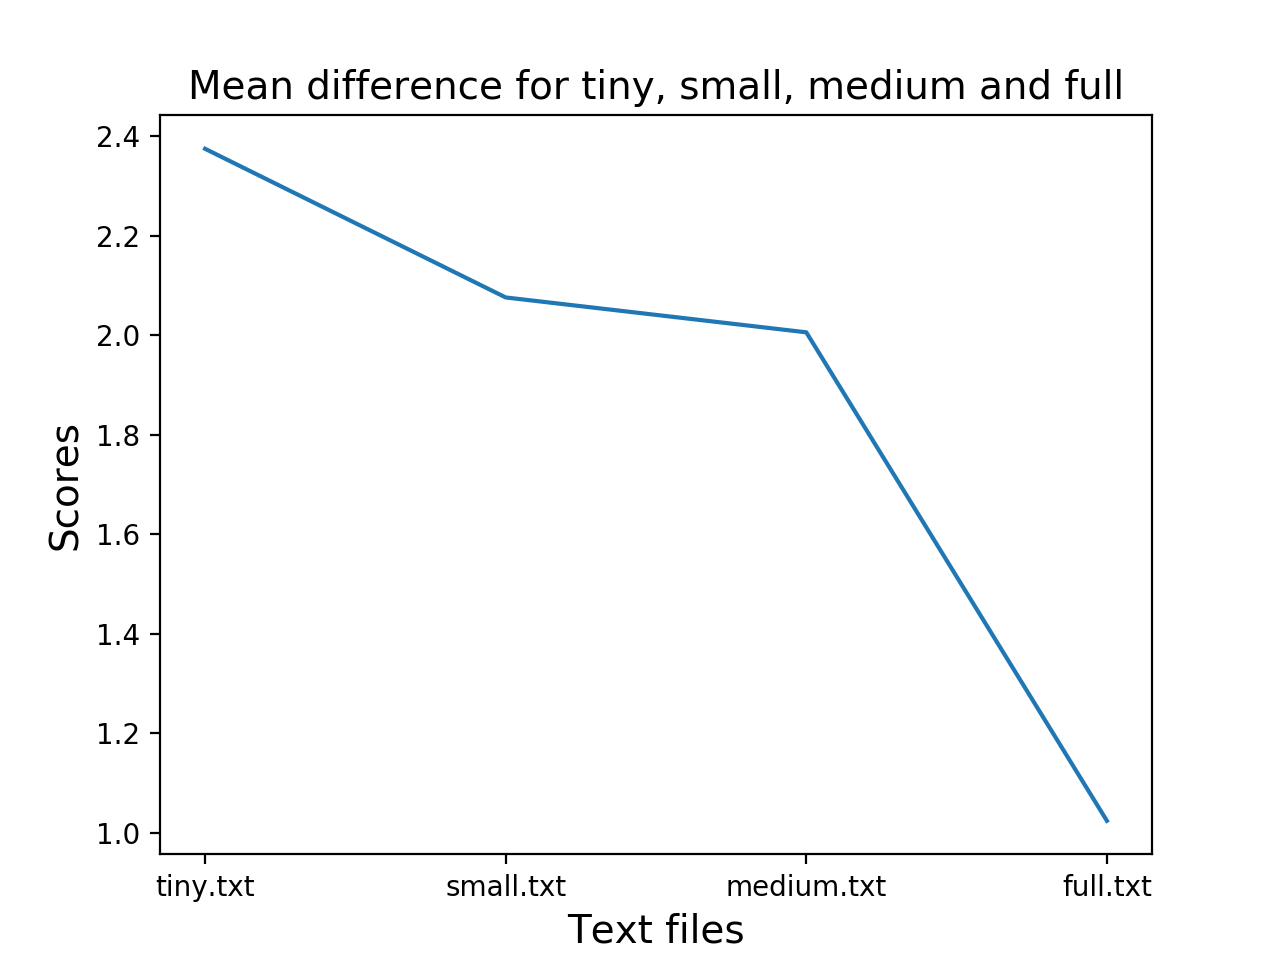 Mean difference for tiny, small, medium and full
2.4
2.2
2.0
1.8
1.6
1.4
1.2
1.0
Scores
tiny.txt small.txt medium.txt full.txt
Text files